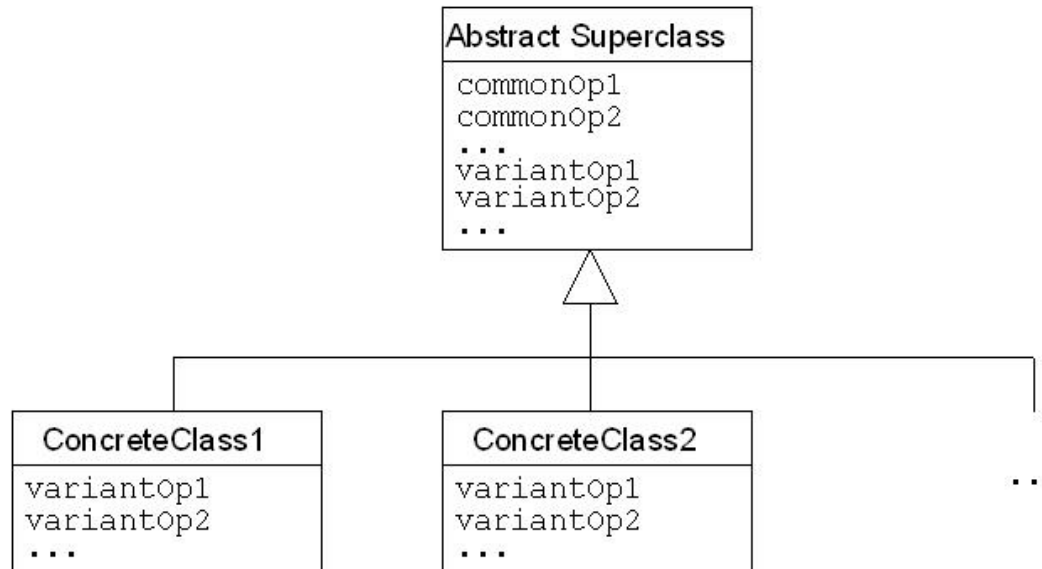 Abstract Superclass
commonOp1
commonOp2
...
variantOp1
variantOp2
...
ConcreteClass1
variantOp1
variantOp2
...
ConcreteClass2
variantOp1
variantOp2
...
..